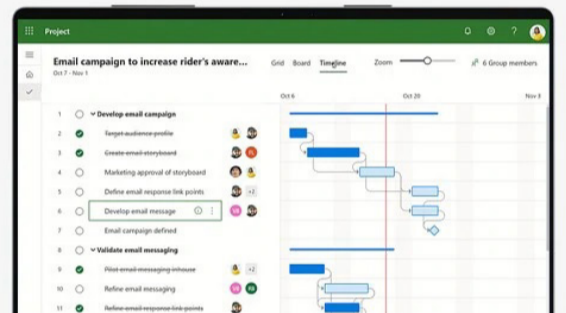 Project
?
Email campaign to increase rider's aware...
Oct 7 - Nov 1
Grid Board Timeline Zoom 6 Group members
Oct 6 Oct 20 Nov 3
1 Develop email campaign
2 Target audience profile
3 Create email storyboard
4 Marketing approval of storyboard
5 Define email response link points +2
6 Develop email message
7 Email campaign defined
8 Validate email messaging
9 Pilot email messaging inhouse +2
10 Refine email messaging
11 Refine email response link points